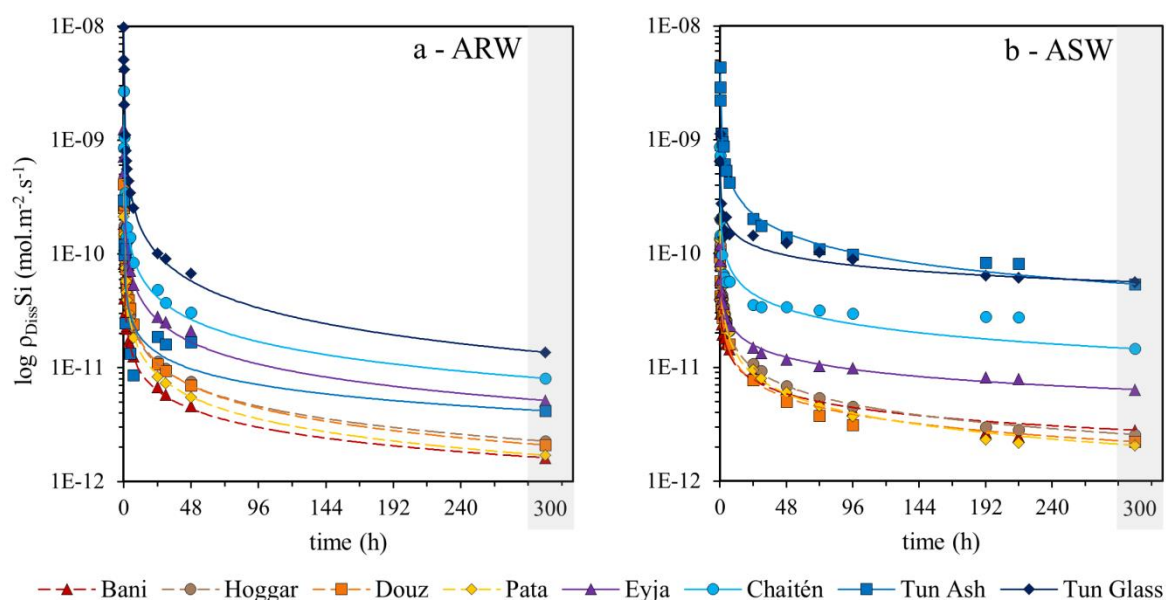 a - ARW
b - ASW
log ρDissSi (mol.m-2.s-1)
1E-08
1E-09
1E-10
1E-11
1E-12
0 48 96 144 192 240 300
time (h)
1E-08
1E-09
1E-10
1E-11
1E-12
0 48 96 144 192 240 300
time (h)
Bani Hoggar Douz Pata Eyja Chaitén Tun Ash Tun Glass